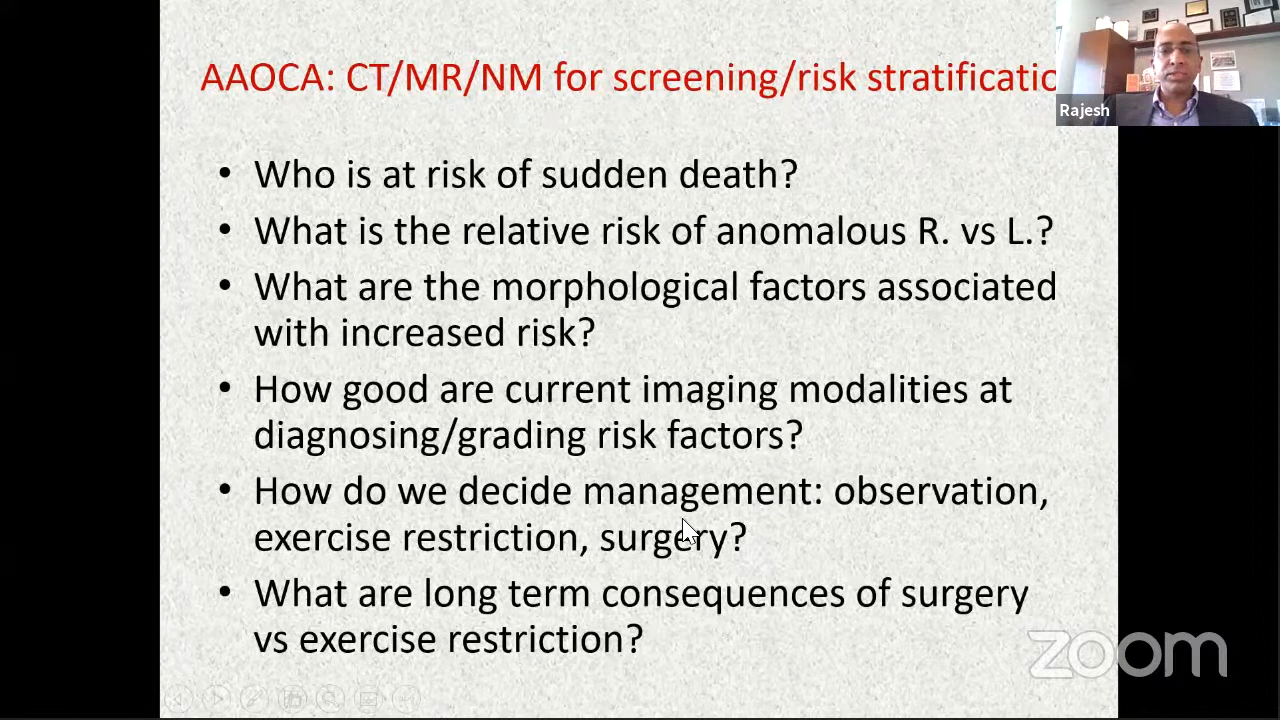 AAOCA: CT/MR/NM for screening/risk stratificatio
Rajesh
• Who is at risk of sudden death?
• What is the relative risk of anomalous R. vs L.?
• What are the morphological factors associated
with increased risk?
• How good are current imaging modalities at
diagnosing/grading risk factors?
• How do we decide management: observation,
exercise restriction, surgery?
• What are long term consequences of surgery
vs exercise restriction?
zoom